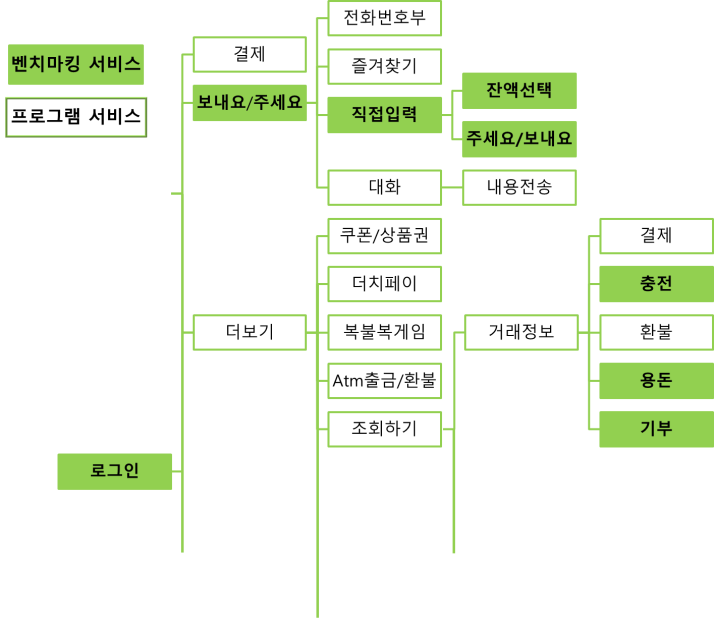 벤치마킹 서비스
프로그램 서비스
로그인
결제
보내요/주세요
전화번호부
즐겨찾기
직접입력
잔액선택
주세요/보내요
대화
내용전송
더보기
쿠폰/상품권
더치페이
복불복게임
Atm출금/환불
조회하기
거래정보
결제
충전
환불
용돈
기부